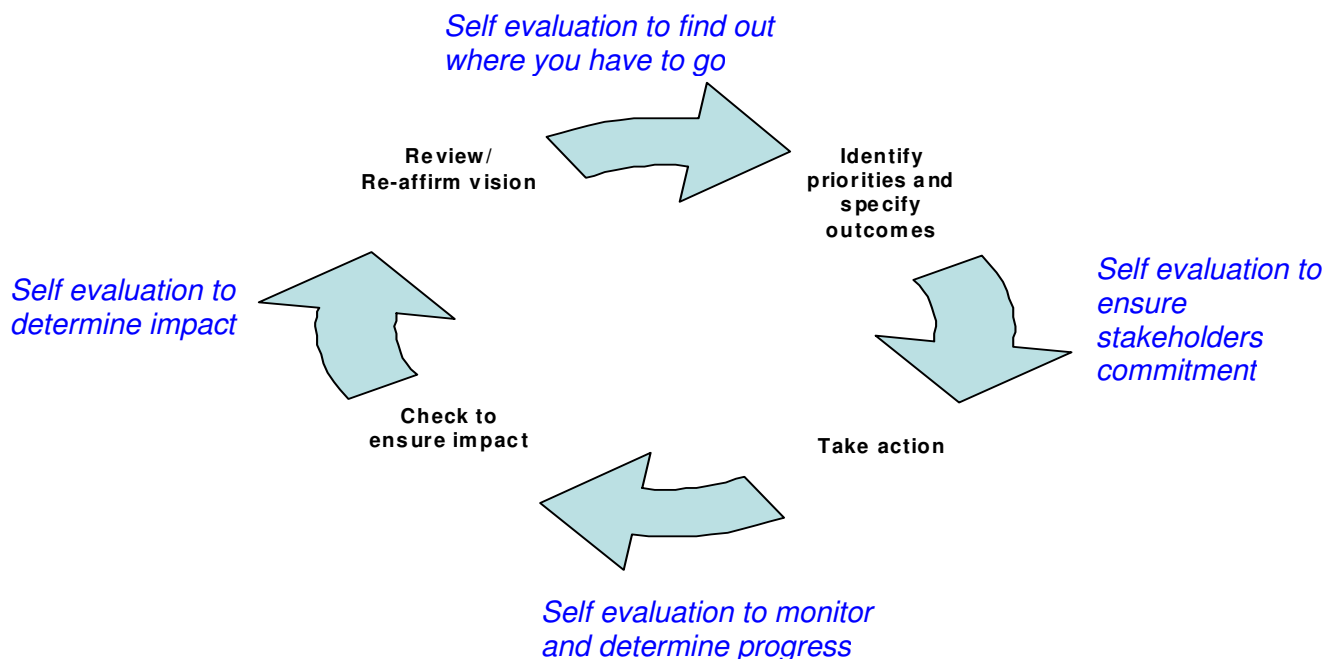 Self evaluation to find out
where you have to go
Review/
Re-affirm vision
Identify
priorities and
specify
outcomes
Self evaluation to
ensure
stakeholders
commitment
Take action
Self evaluation to monitor
and determine progress
Check to
ensure impact
Self evaluation to
determine impact